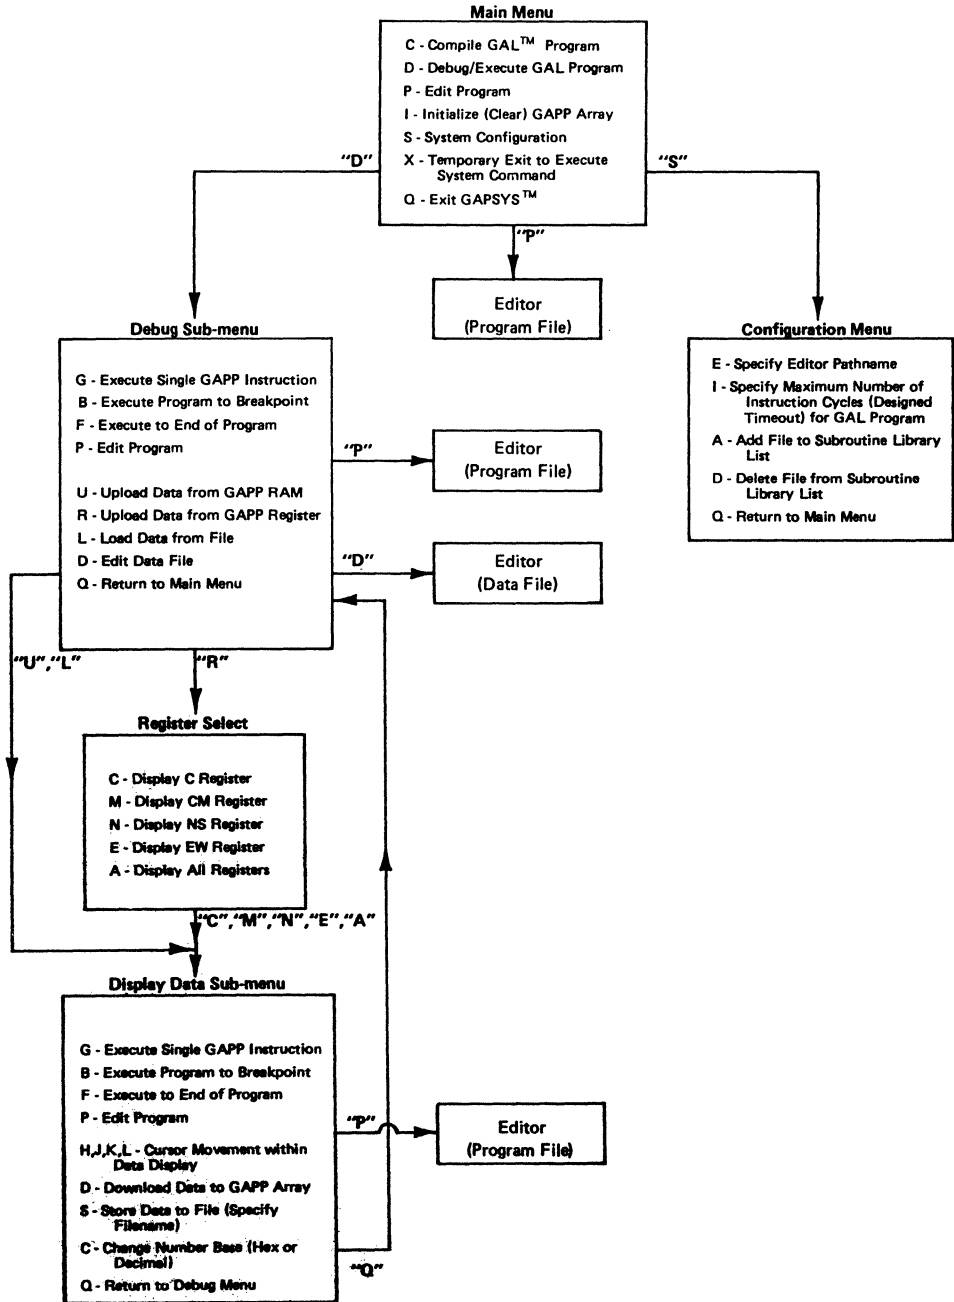 Main Menu
C - Compile GAL™ Program
D - Debug/Execute GAL Program
P - Edit Program
I - Initialize (Clear) GAPP Array
S - System Configuration
X - Temporary Exit to Execute
System Command
Q - Exit GAPSYS™
"D"
"S"
"P"
Editor
(Program File)
Debug Sub-menu
G - Execute Single GAPP Instruction
B - Execute Program to Breakpoint
F - Execute to End of Program
P - Edit Program
U - Upload Data from GAPP RAM
R - Upload Data from GAPP Register
L - Load Data from File
D - Edit Data File
Q - Return to Main Menu
"P"
Editor
(Program File)
"D"
Editor
(Data File)
Configuration Menu
E - Specify Editor Pathname
I - Specify Maximum Number of
Instruction Cycles (Designed
Timeout) for GAL Program
A - Add File to Subroutine Library
List
D - Delete File from Subroutine
Library List
Q - Return to Main Menu
"U","L"
"R"
Register Select
C - Display C Register
M - Display CM Register
N - Display NS Register
E - Display EW Register
A - Display All Registers
"C","M","N","E","A"
Display Data Sub-menu
G - Execute Single GAPP Instruction
B - Execute Program to Breakpoint
F - Execute to End of Program
P - Edit Program
H,J,K,L - Cursor Movement within
Data Display
D - Download Data to GAPP Array
S - Store Data to File (Specify
Filename)
C - Change Number Base (Hex or
Decimal)
Q - Return to Debug Menu
"P"
Editor
(Program File)
"Q"